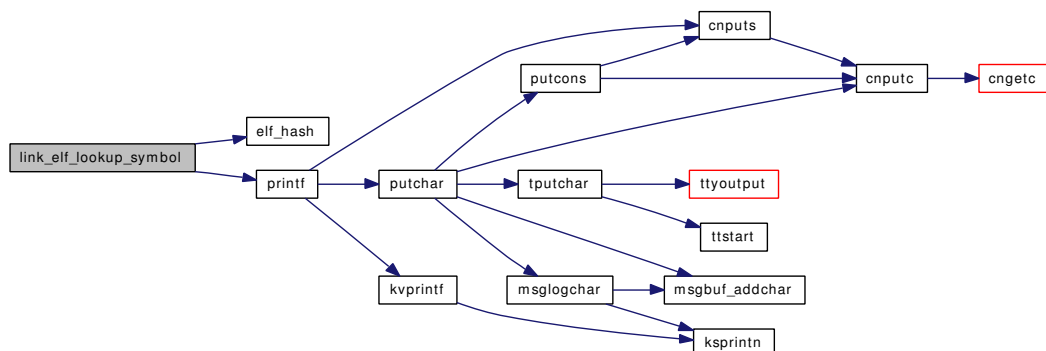 cnputs
putcons
cnputc
cngetc
elf_hash
link_elf_lookup_symbol
printf
putchar
tputchar
ttyoutput
ttstart
kvprintf
msglogchar
msgbuf_addchar
ksprintn